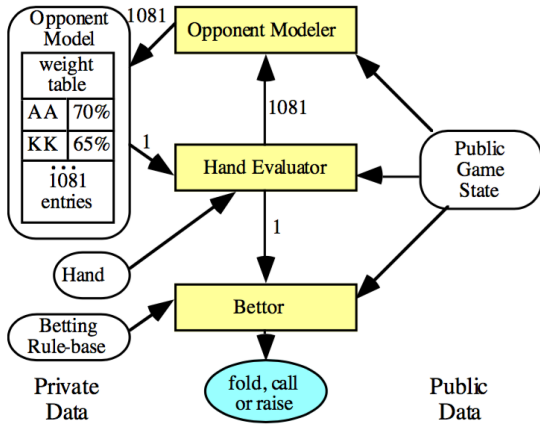 Opponent
Model
weight
table
AA 70%
KK 65%
...
1081
entries
1081
Opponent Modeler
1081
1
Hand Evaluator
Public
Game
State
1
Hand
Bettor
Betting
Rule-base
fold, call
or raise
Private
Data
Public Data